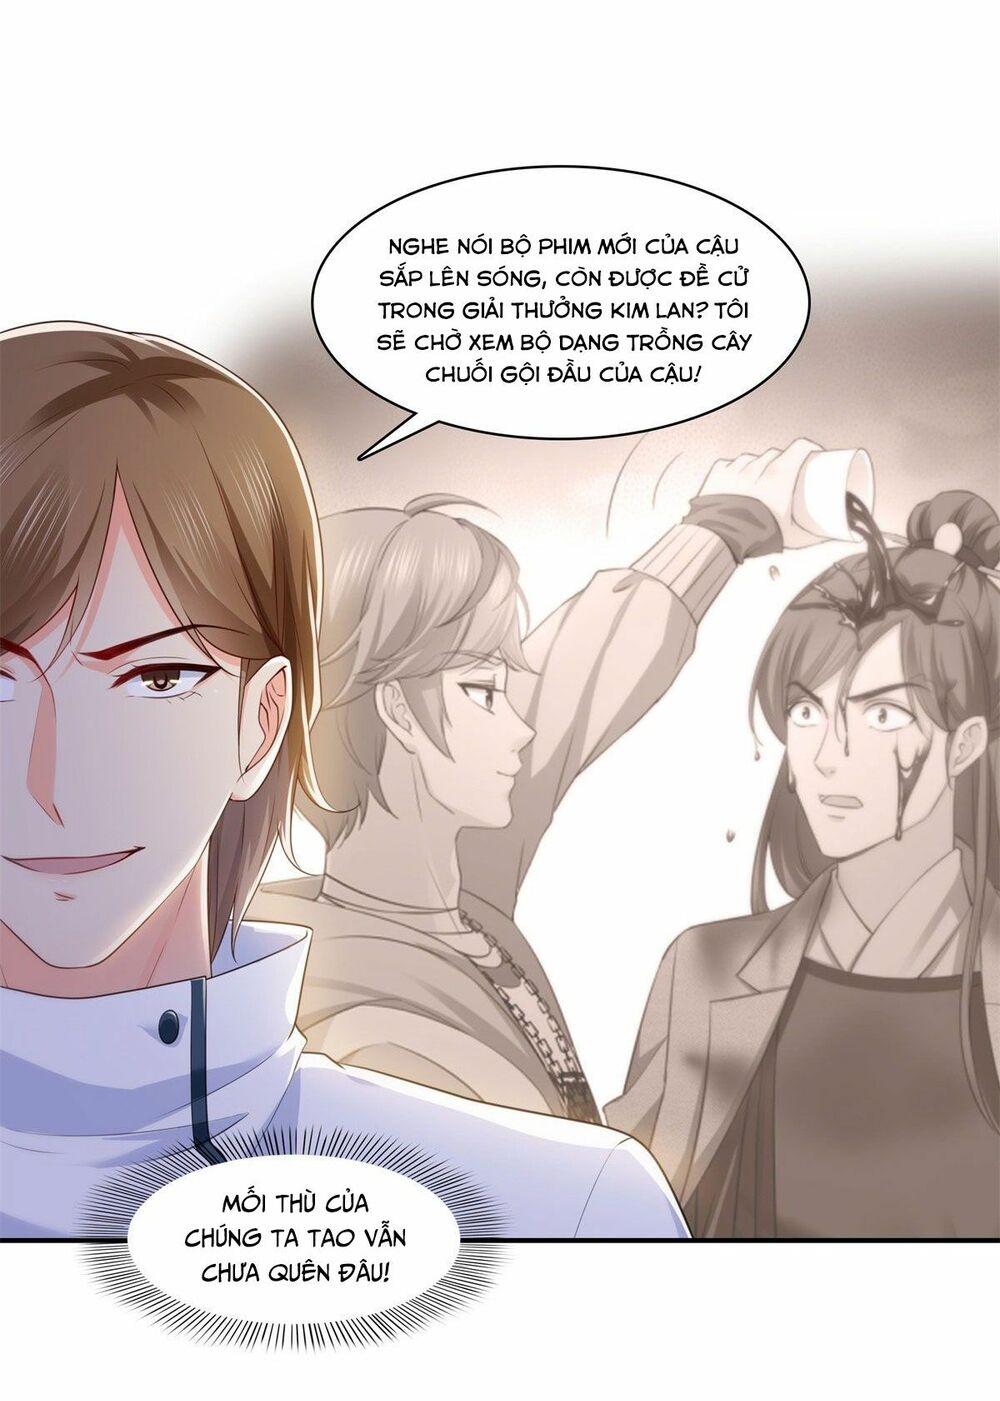 NGHE NÓI BỘ PHIM MỚI CỦA CẬU
SẮP LÊN SÓNG, CÒN ĐƯỢC ĐỀ CỬ
TRONG GIẢI THƯỞNG KIM LAN? TÔI
SẼ CHỜ XEM BỘ DẠNG TRỒNG CÂY
CHUỐI GỘI ĐẦU CỦA CẬU!
MỐI THÙ CỦA
CHÚNG TA TAO VẪN
CHƯA QUÊN ĐÂU!